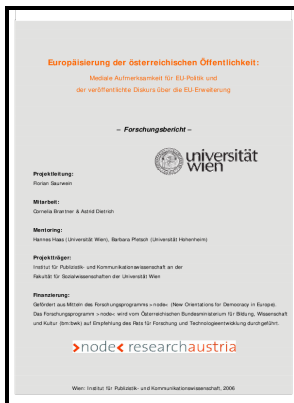 Europäisierung der österreichischen Öffentlichkeit:
Mediale Aufmerksamkeit für EU-Politik und
der veröffentlichte Diskurs über die EU-Erweiterung
– Forschungsbericht –
universität
wien
Projektleitung:
Florian Saurwein
Mitarbeit:
Cornelia Brantner & Astrid Dietrich
Mentoring:
Hannes Haas (Universität Wien), Barbara Pfetsch (Universität Hohenheim)
Projektträger:
Institut für Publizistik- und Kommunikationswissenschaft an der
Fakultät für Sozialwissenschaften der Universität Wien
Finanzierung:
Gefördert aus Mitteln des Forschungsprogramms >node< (New Orientations for Democracy in Europe).
Das Forschungsprogramm >node< wird vom Österreichischen Bundesministerium für Bildung, Wissenschaft
und Kultur (bm:bwk) auf Empfehlung des Rats für Forschung und Technologieentwicklung durchgeführt.
>node< researchaustria
Wien: Institut für Publizistik- und Kommunikationswissenschaft, 2006